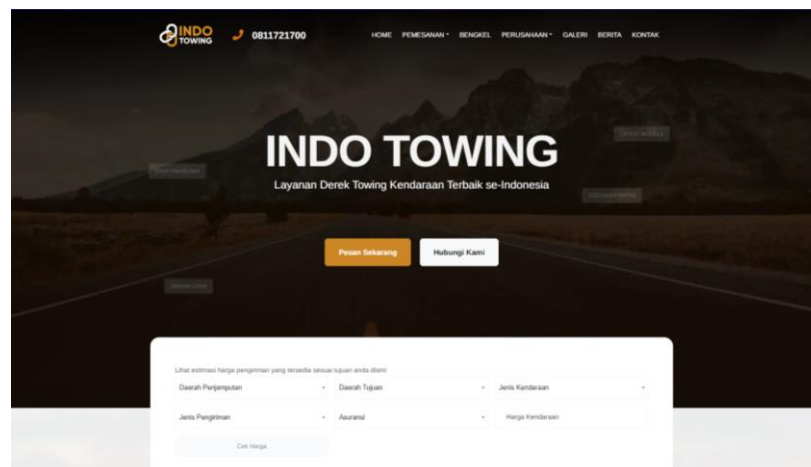 INDO
TOWING
0811721700
HOME PEMESANAN BENGKEL PERUSAHAAN GALERI BERITA KONTAK
INDO TOWING
Layanan Derek Towing Kendaraan Terbaik se-Indonesia
Pesan Sekarang Hubungi Kami
Lihat estimasi harga pengiriman yang tersedia sesuai tujuan anda disini
Daerah Penjemputan Daerah Tujuan Jenis Kendaraan
Jenis Pengiriman Asuransi Harga Kendaraan
Cek Harga